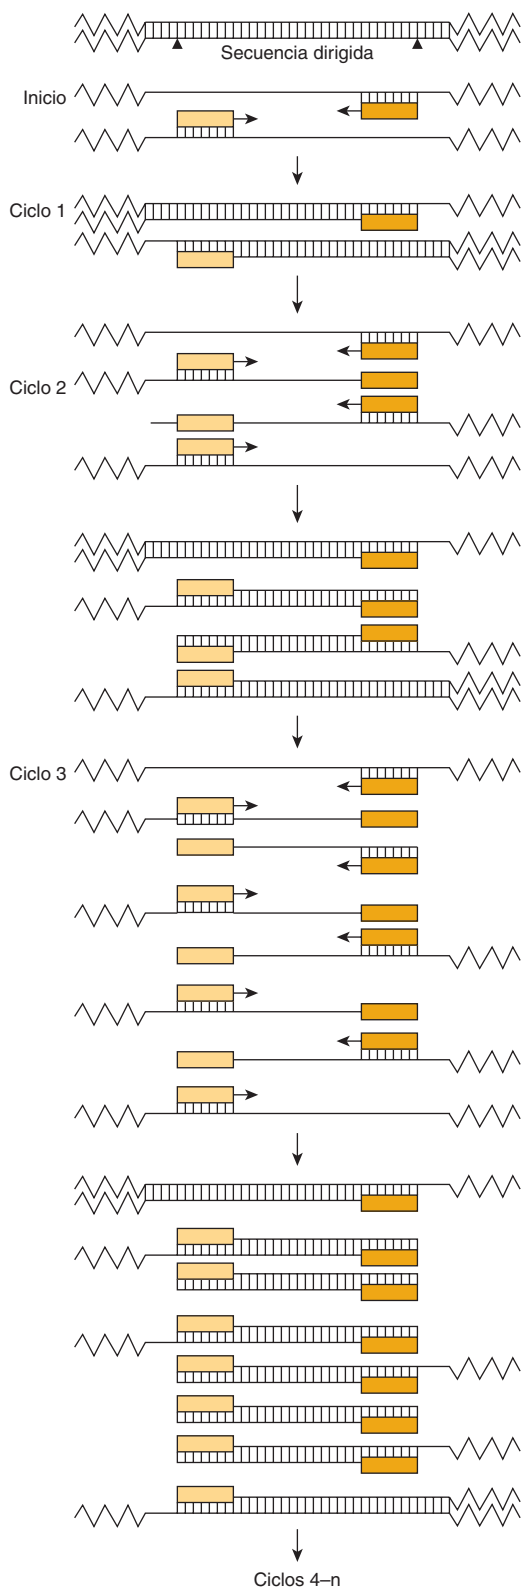 Secuencia dirigida
Inicio
Ciclo 1
Ciclo 2
Ciclo 3
Ciclos 4–n